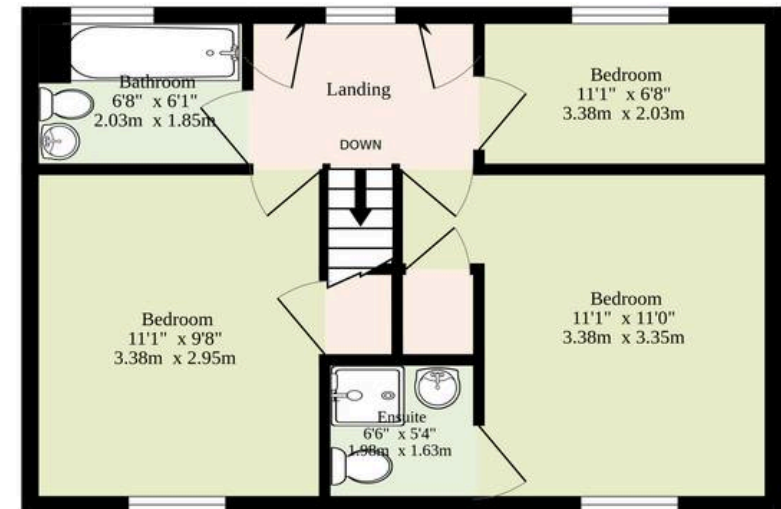 Bathroom
6'8" x 6'1"
2.03m x 1.85m
Landing
DOWN
Bedroom
11'1" x 6'8"
3.38m x 2.03m
Bedroom
11'1" x 9'8"
3.38m x 2.95m
Bedroom
11'1" x 11'0"
3.38m x 3.35m
Ensuite
6'6" x 5'4"
1.98m x 1.63m